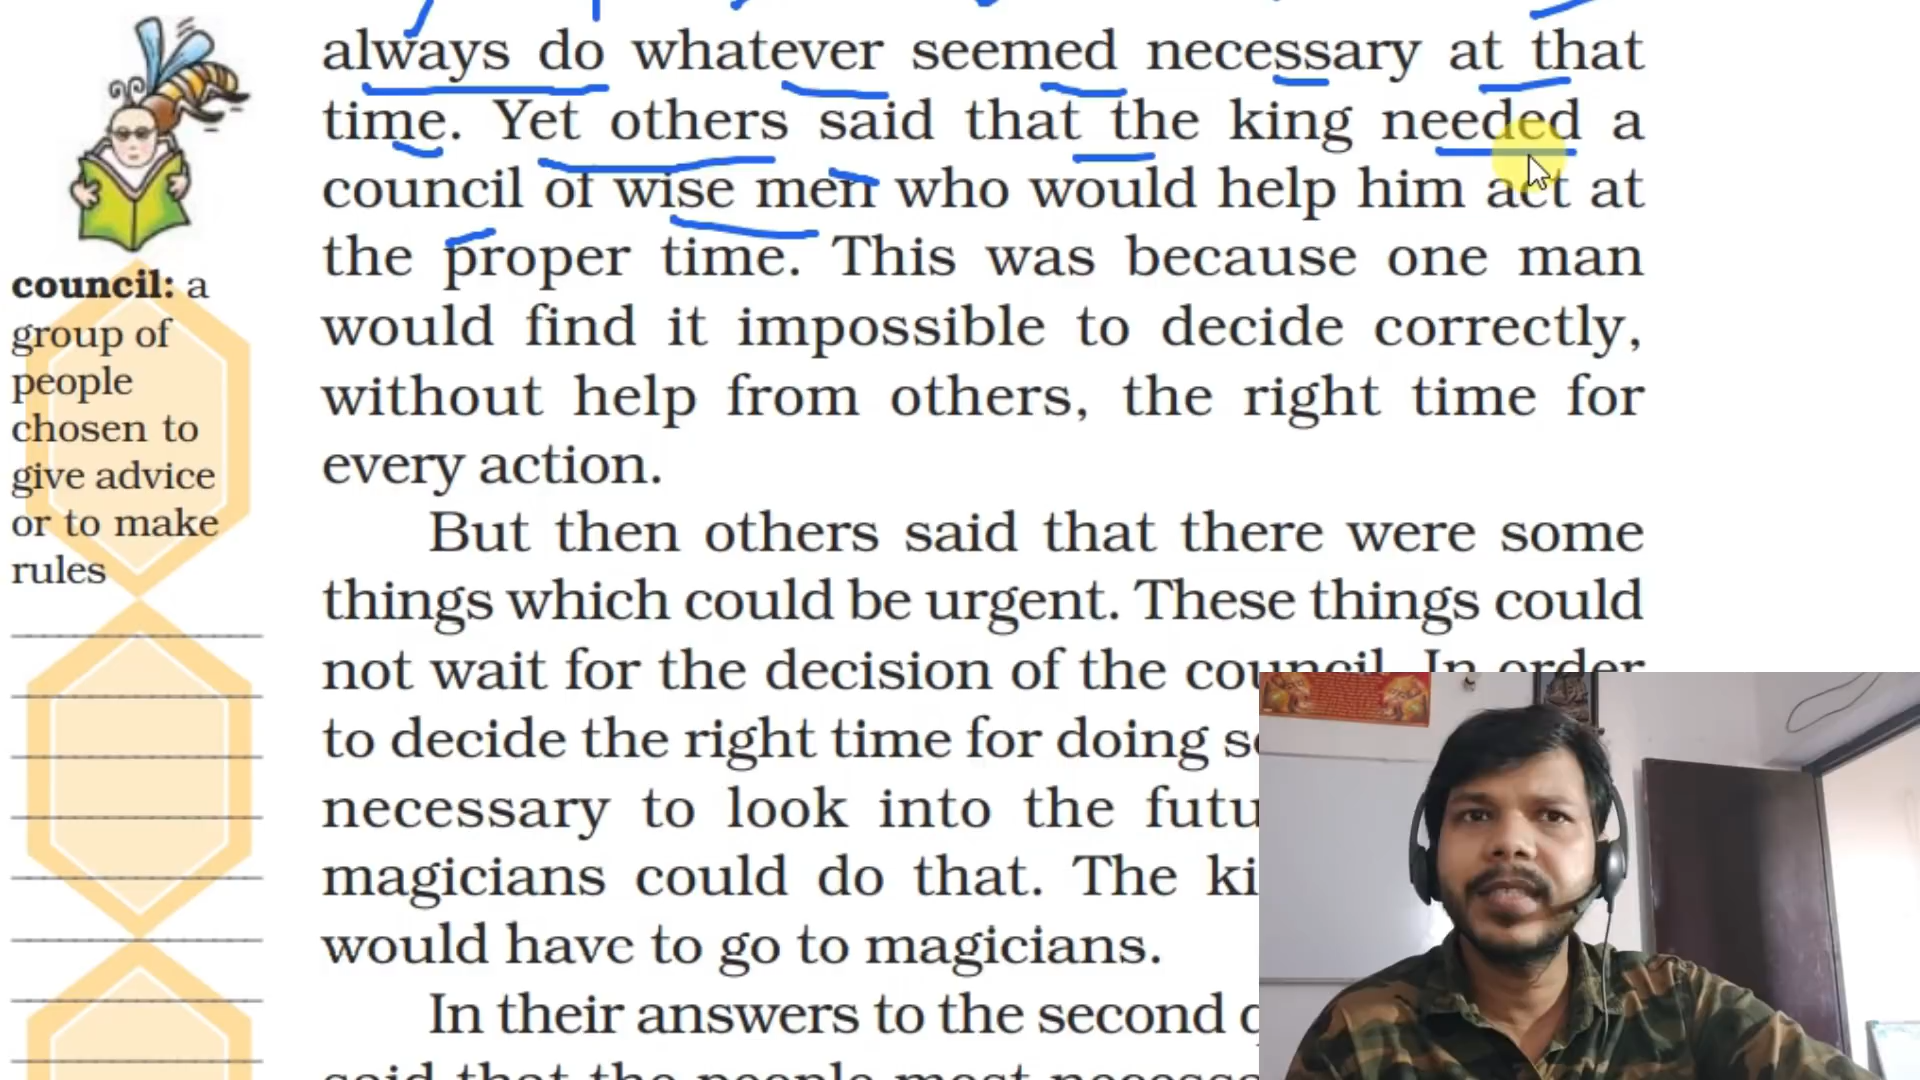 always do whatever seemed necessary at that
time. Yet others said that the king needed a
council of wise men who would help him act at
the proper time. This was because one man
would find it impossible to decide correctly,
without help from others, the right time for
every action.
But then others said that there were some
things which could be urgent. These things could
not wait for the decision of the council. In order
to decide the right time for doing
necessary to look into the
magicians could do that. The
would have to go to magicians.
In their answers to the second
said that the people most
council: a
group of
people
chosen to
give advice
or to make
rules